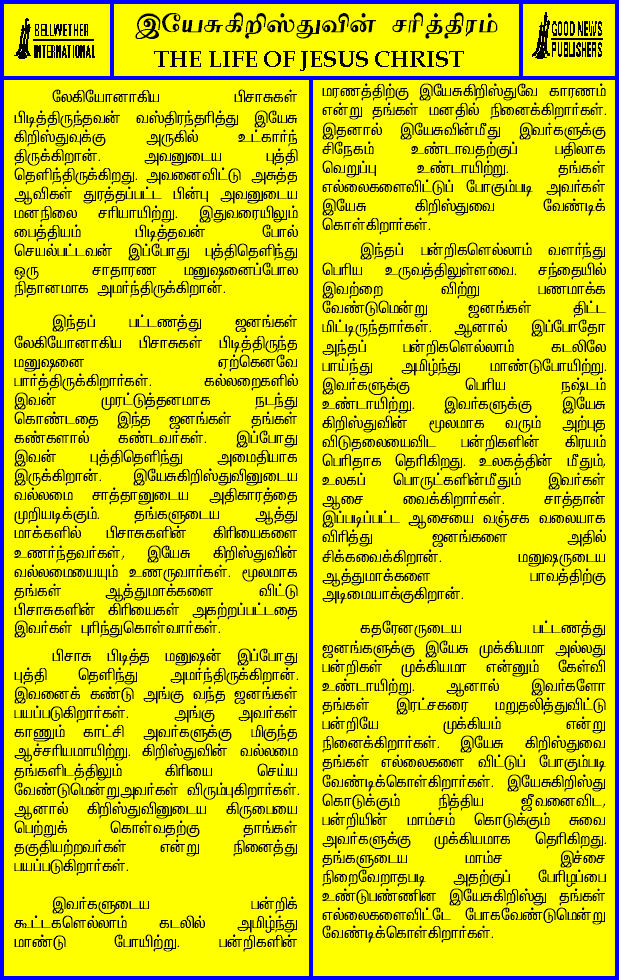 BELLWETHER
INTERNATIONAL
இயேசுகிறிஸ்துவின் சரித்திரம்
THE LIFE OF JESUS CHRIST
GOOD NEWS
PUBLISHERS
லேகியோனாகிய பிசாசுகள்
பிடித்திருந்தவன் வஸ்திரந்தரித்து இயேசு
கிறிஸ்துவுக்கு அருகில் உட்கார்ந்
திருக்கிறான். அவனுடைய புத்தி
தெளிந்திருக்கிறது. அவனைவிட்டு அசுத்த
ஆவிகள் துரத்தப்பட்ட பின்பு அவனுடைய
மனநிலை சரியாயிற்று. இதுவரையிலும்
பைத்தியம் பிடித்தவன் போல்
செயல்பட்டவன் இப்போது புத்திதெளிந்து
ஒரு சாதாரண மனுஷனைப்போல
நிதானமாக அமர்ந்திருக்கிறான்.
இந்தப் பட்டணத்து ஜனங்கள்
லேகியோனாகிய பிசாசுகள் பிடித்திருந்த
மனுஷனை ஏற்கெனவே
பார்த்திருக்கிறார்கள். கல்லறைகளில்
இவன் முரட்டுத்தனமாக நடந்து
கொண்டதை இந்த ஜனங்கள் தங்கள்
கண்களால் கண்டவர்கள். இப்போது
இவன் புத்திதெளிந்து அமைதியாக
இருக்கிறான். இயேசுகிறிஸ்துவினுடைய
வல்லமை சாத்தானுடைய அதிகாரத்தை
முறியடிக்கும். தங்களுடைய ஆத்து
மாக்களில் பிசாசுகளின் கிரியைகளை
உணர்ந்தவர்கள், இயேசு கிறிஸ்துவின்
வல்லமையையும் உணருவார்கள். மூலமாக
தங்கள் ஆத்துமாக்களை விட்டு
பிசாசுகளின் கிரியைகள் அகற்றப்பட்டதை
இவர்கள் புரிந்துகொள்வார்கள்.
பிசாசு பிடித்த மனுஷன் இப்போது
புத்தி தெளிந்து அமர்ந்திருக்கிறான்.
இவனைக் கண்டு அங்கு வந்த ஜனங்கள்
பயப்படுகிறார்கள். அங்கு அவர்கள்
காணும் காட்சி அவர்களுக்கு மிகுந்த
ஆச்சரியமாயிற்று. கிறிஸ்துவின் வல்லமை
தங்களிடத்திலும் கிரியை செய்ய
வேண்டுமென்றுஅவர்கள் விரும்புகிறார்கள்.
ஆனால் கிறிஸ்துவினுடைய கிருபையை
பெற்றுக் கொள்வதற்கு தாங்கள்
தகுதியற்றவர்கள் என்று நினைத்து
பயப்படுகிறார்கள்.
இவர்களுடைய பன்றிக்
கூட்டங்களெல்லாம் கடலில் அமிழ்ந்து
மாண்டு போயிற்று. பன்றிகளின்
மரணத்திற்கு இயேசுகிறிஸ்துவே காரணம்
என்று தங்கள் மனதில் நினைக்கிறார்கள்.
இதனால் இயேசுவின்மீது இவர்களுக்கு
சிநேகம் உண்டாவதற்குப் பதிலாக
வெறுப்பு உண்டாயிற்று. தங்கள்
எல்லைகளைவிட்டுப் போகும்படி அவர்கள்
இயேசு கிறிஸ்துவை வேண்டிக்
கொள்கிறார்கள்.
இந்தப் பன்றிகளெல்லாம் வளர்ந்து
பெரிய உருவத்திலுள்ளவை. சந்தையில்
இவற்றை விற்று பணமாக்க
வேண்டுமென்று ஜனங்கள் திட்ட
மிட்டிருந்தார்கள். ஆனால் இப்போதோ
அந்தப் பன்றிகளெல்லாம் கடலிலே
பாய்ந்து அமிழ்ந்து மாண்டுபோயிற்று.
இவர்களுக்கு பெரிய நஷ்டம்
உண்டாயிற்று. இவர்களுக்கு இயேசு
கிறிஸ்துவின் மூலமாக வரும் அற்புத
விடுதலையைவிட பன்றிகளின் கிரயம்
பெரிதாக தெரிகிறது. உலகத்தின் மீதும்,
உலகப் பொருட்களின்மீதும் இவர்கள்
ஆசை வைக்கிறார்கள். சாத்தான்
இப்படிப்பட்ட ஆசையை வஞ்சக வலையாக
விரித்து ஜனங்களை அதில்
சிக்கவைக்கிறான். மனுஷருடைய
ஆத்துமாக்களை பாவத்திற்கு
அடிமையாக்குகிறான்.
கதரேனருடைய பட்டணத்து
ஜனங்களுக்கு இயேசு முக்கியமா அல்லது
பன்றிகள் முக்கியமா என்னும் கேள்வி
உண்டாயிற்று. ஆனால் இவர்களோ
தங்கள் இரட்சகரை மறுதலித்துவிட்டு
பன்றியே முக்கியம் என்று
நினைக்கிறார்கள். இயேசு கிறிஸ்துவை
தங்கள் எல்லைகளை விட்டுப் போகும்படி
வேண்டிக்கொள்கிறார்கள். இயேசுகிறிஸ்து
கொடுக்கும் நித்திய ஜீவனைவிட,
பன்றியின் மாம்சம் கொடுக்கும் சுவை
அவர்களுக்கு முக்கியமாக தெரிகிறது.
தங்களுடைய மாம்ச இச்சை
நிறைவேறாதபடி அதற்குப் பேரிழப்பை
உண்டுபண்ணின இயேசுகிறிஸ்து தங்கள்
எல்லைகளைவிட்டே போகவேண்டுமென்று
வேண்டிக்கொள்கிறார்கள்.